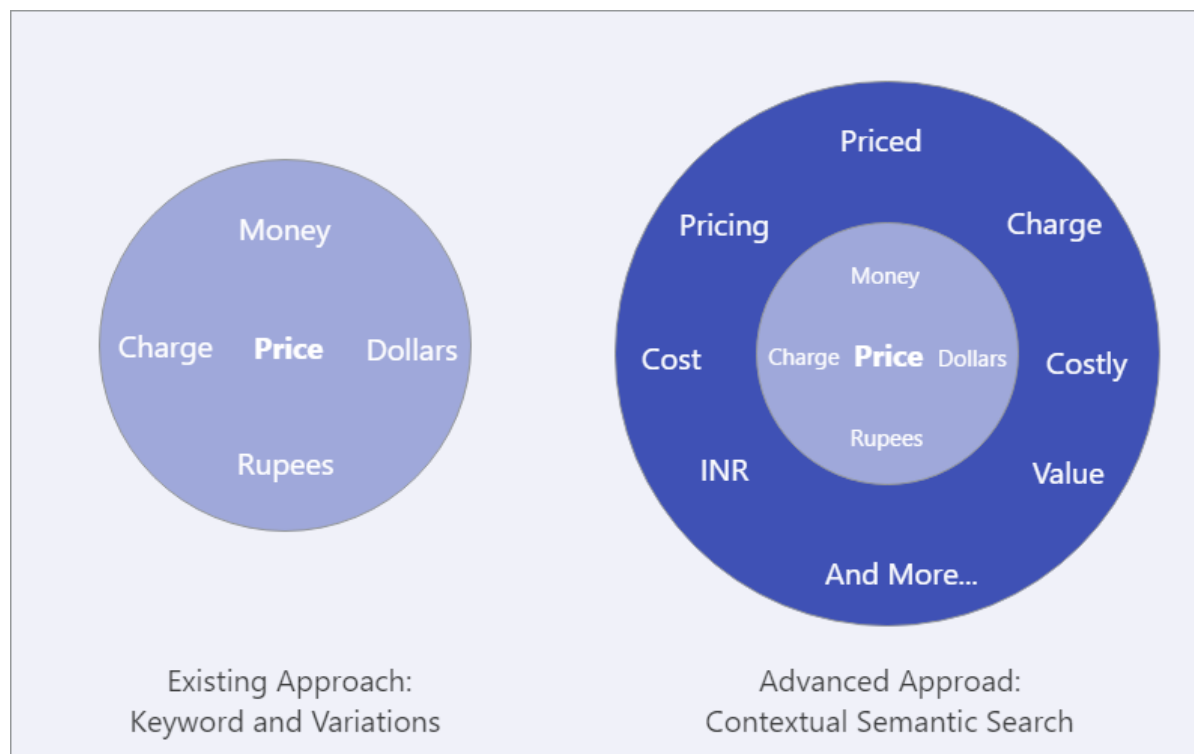 Money
Charge Price Dollars
Rupees
Existing Approach:
Keyword and Variations
Priced
Pricing Charge
Money
Cost Charge Price Dollars Costly
Rupees
INR Value
And More...
Advanced Approad:
Contextual Semantic Search